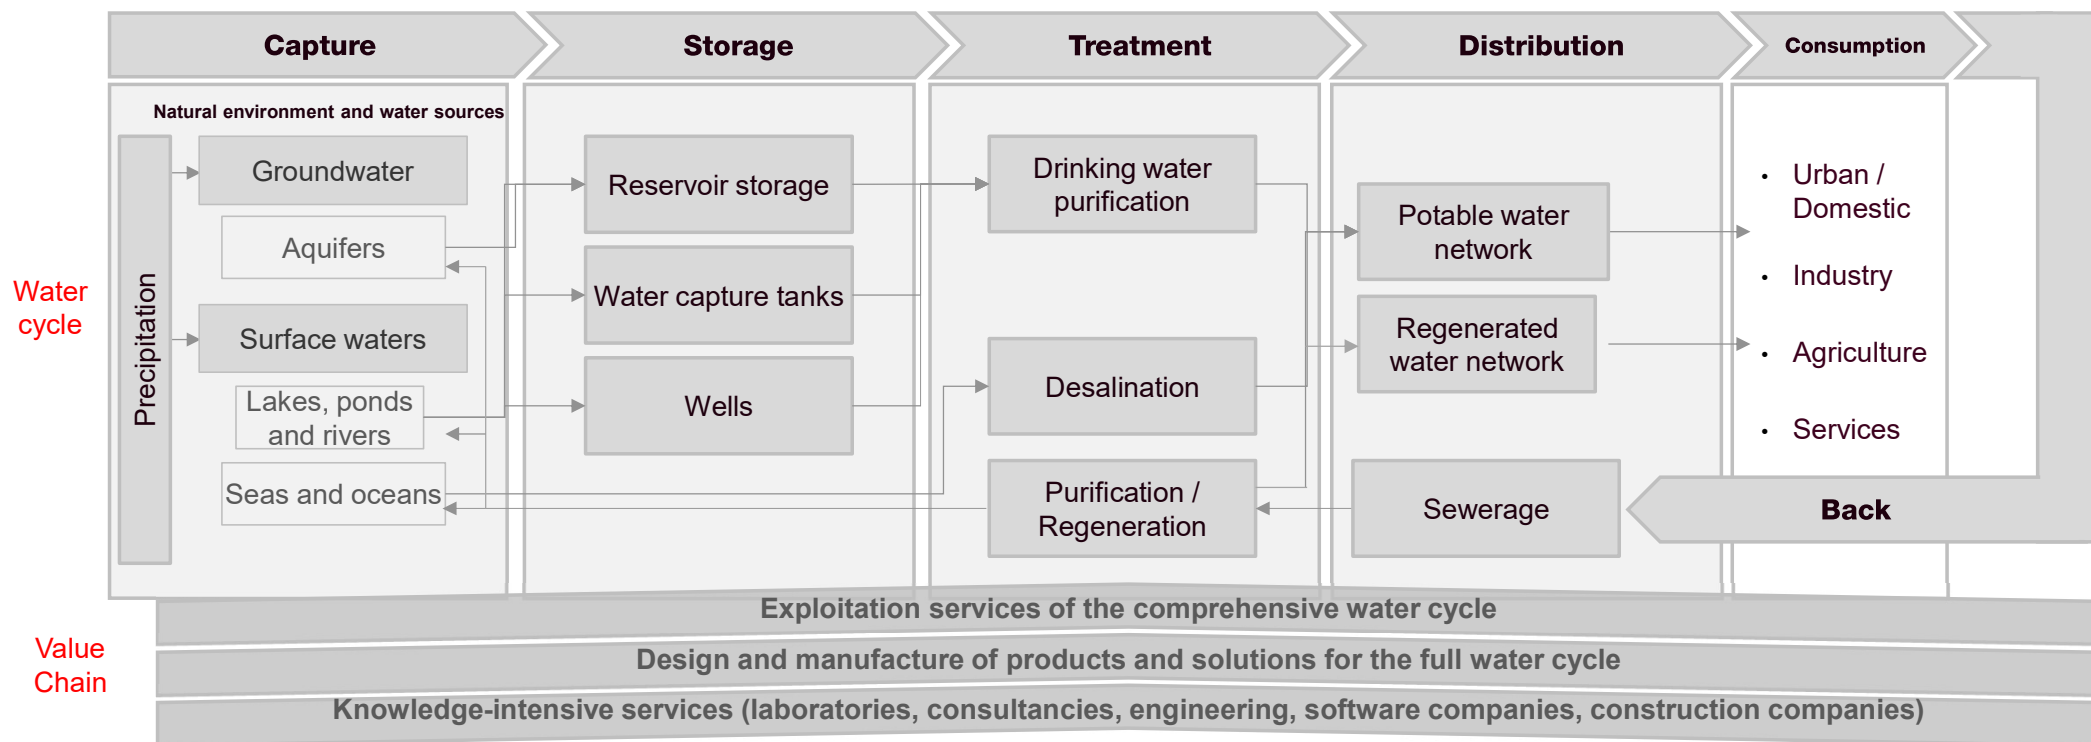 Capture
Storage
Treatment
Distribution
Consumption
Natural environment and water sources
Water
cycle
Precipitation
Groundwater
Aquifers
Surface waters
Lakes, ponds
and rivers
Seas and oceans
Reservoir storage
Water capture tanks
Wells
Drinking water
purification
Desalination
Purification /
Regeneration
Potable water
network
Regenerated
water network
Sewerage
• Urban /
Domestic
• Industry
• Agriculture
• Services
Back
Value
Chain
Exploitation services of the comprehensive water cycle
Design and manufacture of products and solutions for the full water cycle
Knowledge-intensive services (laboratories, consultancies, engineering, software companies, construction companies)